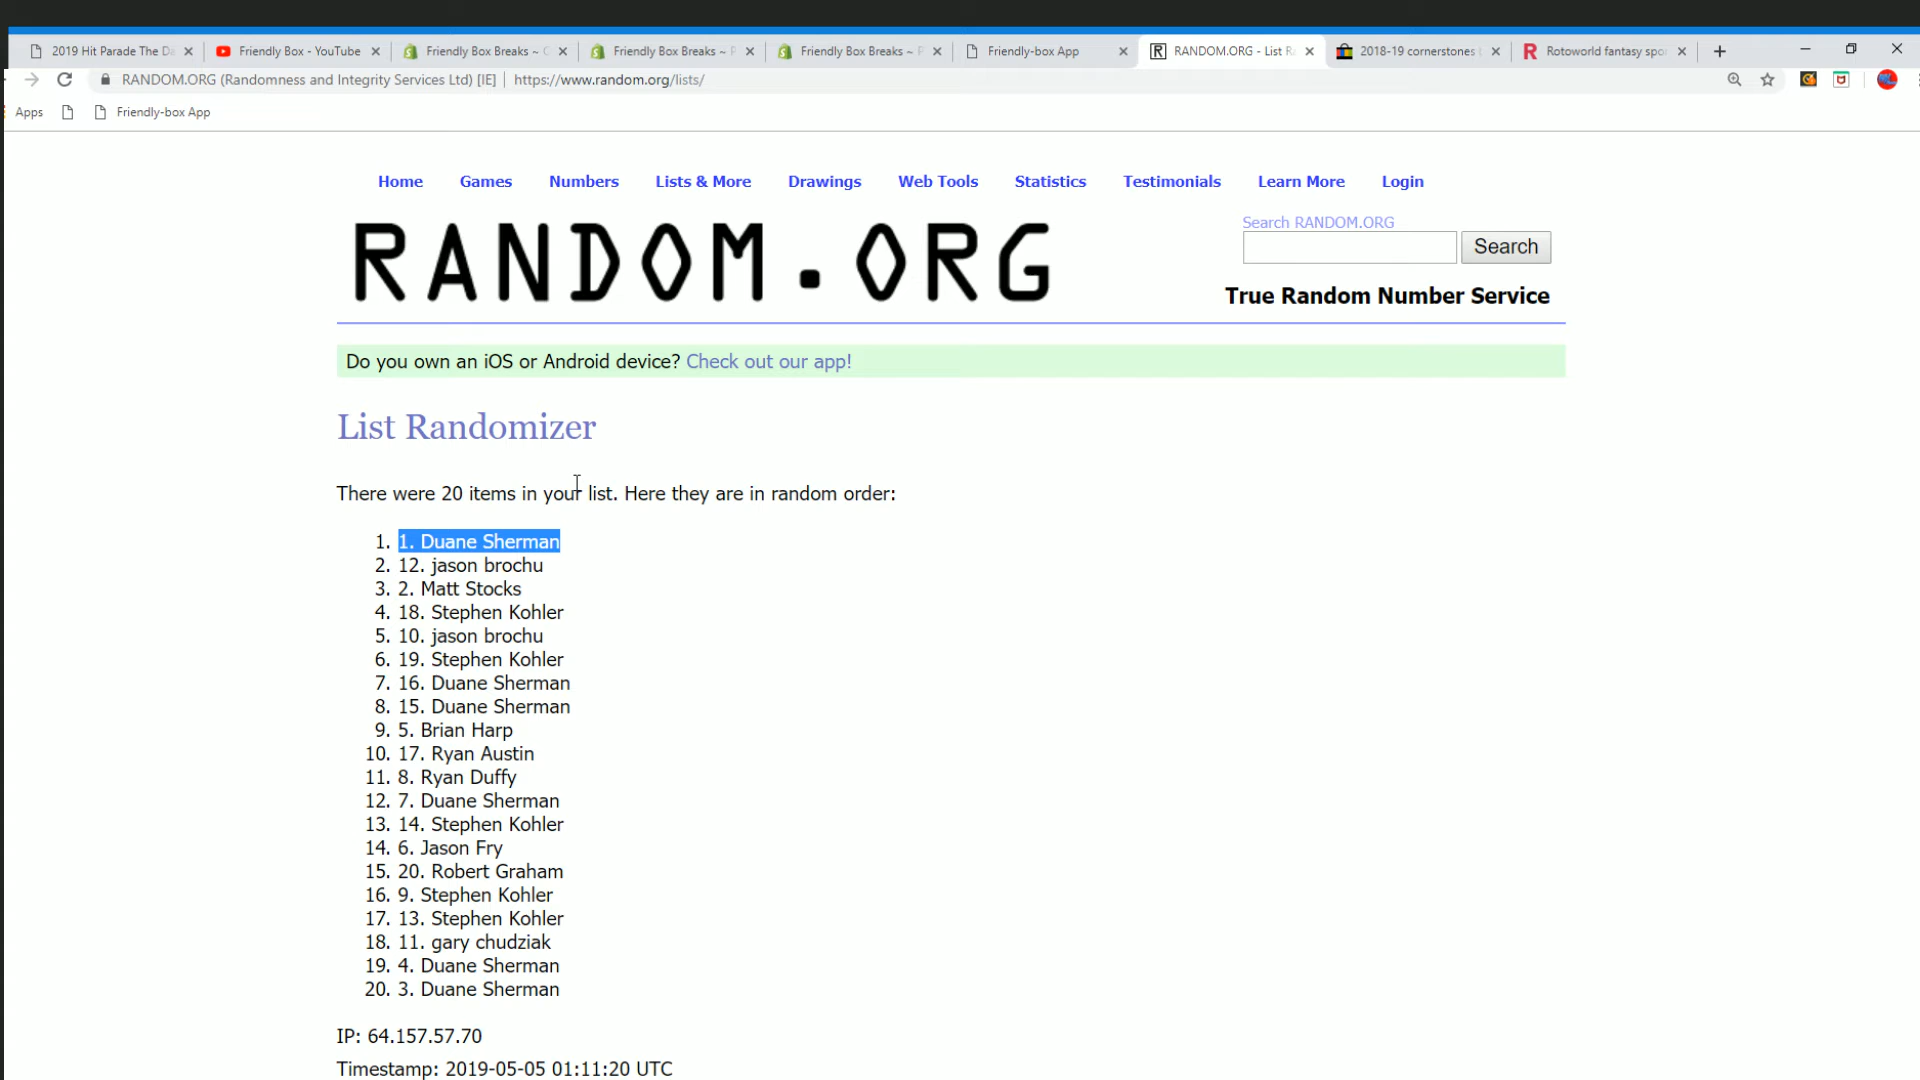 2019 Hit Parade The Da
Friendly Box - YouTube
Friendly Box Breaks ~
Friendly Box Breaks ~
Friendly Box Breaks ~
Friendly-box App
RANDOM.ORG - List R
2018-19 cornerstones
Rotoworld fantasy spo
RANDOM.ORG (Randomness and Integrity Services Ltd) [IE] | https://www.random.org/lists/
Apps
Friendly-box App
Home Games Numbers Lists & More Drawings Web Tools Statistics Testimonials Learn More Login
RANDOM.ORG
Search RANDOM.ORG
Search
True Random Number Service
Do you own an iOS or Android device? Check out our app!
List Randomizer
There were 20 items in your list. Here they are in random order:
1. 1. Duane Sherman
2. 12. jason brochu
3. 2. Matt Stocks
4. 18. Stephen Kohler
5. 10. jason brochu
6. 19. Stephen Kohler
7. 16. Duane Sherman
8. 15. Duane Sherman
9. 5. Brian Harp
10. 17. Ryan Austin
11. 8. Ryan Duffy
12. 7. Duane Sherman
13. 14. Stephen Kohler
14. 6. Jason Fry
15. 20. Robert Graham
16. 9. Stephen Kohler
17. 13. Stephen Kohler
18. 11. gary chudziak
19. 4. Duane Sherman
20. 3. Duane Sherman
IP: 64.157.57.70
Timestamp: 2019-05-05 01:11:20 UTC